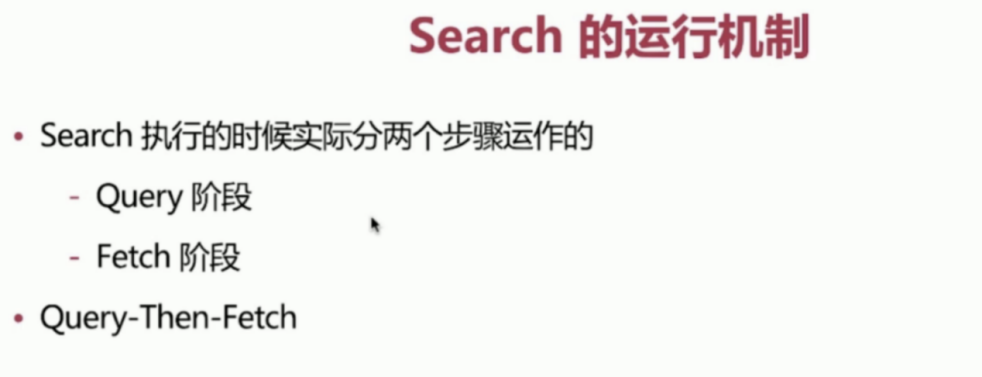 Search 的运行机制
• Search 执行的时候实际分两个步骤运作的
- Query 阶段
- Fetch 阶段
• Query-Then-Fetch